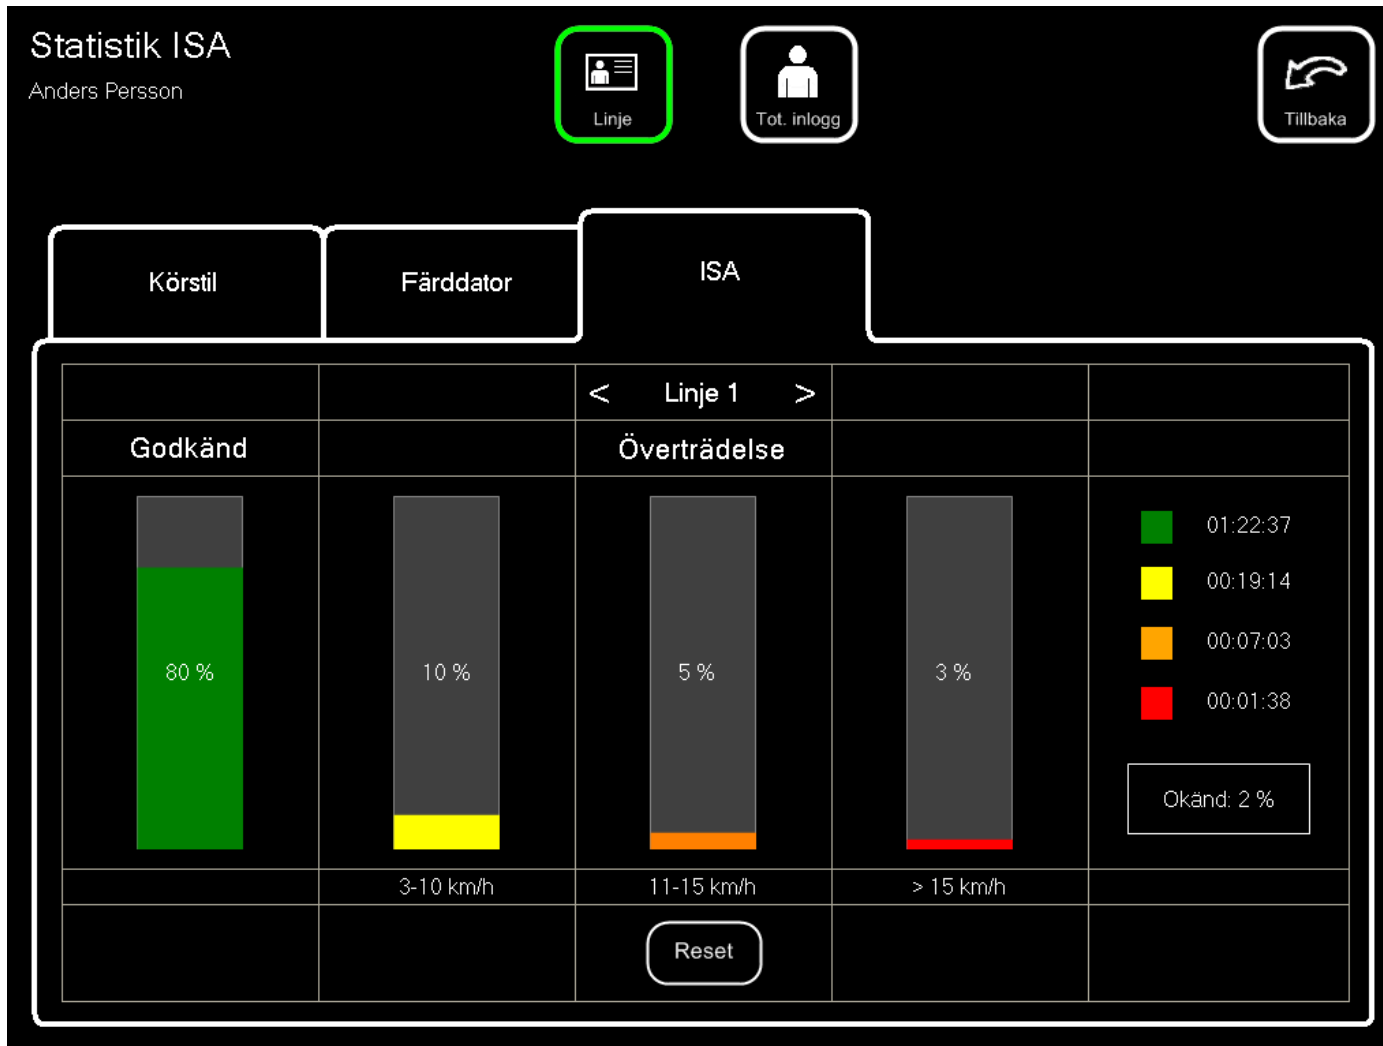 Statistik ISA
Anders Persson
Linje
Tot. inlogg
Tillbaka
Körstil
Färddator
ISA
< Linje 1 >
Godkänd
Överträdelse
80 %
10 %
5 %
3 %
01:22:37
00:19:14
00:07:03
00:01:38
Okänd: 2 %
3-10 km/h
11-15 km/h
> 15 km/h
Reset